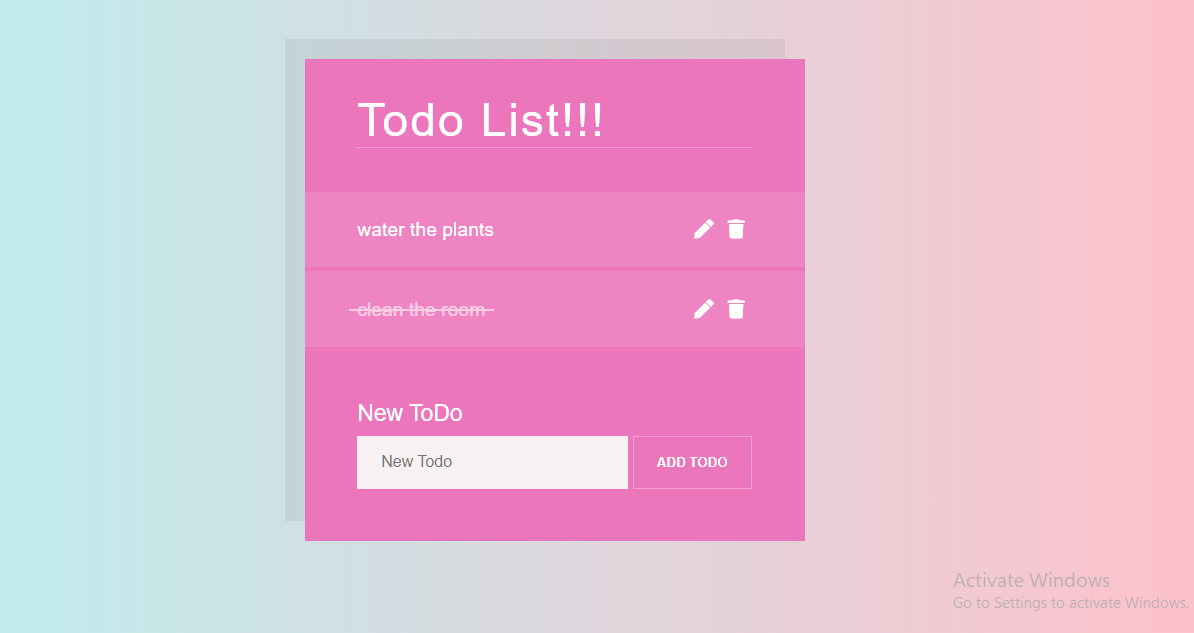 Todo List!!!
water the plants
clean the room
New ToDo
New Todo
ADD TODO
Activate Windows
Go to Settings to activate Windows.